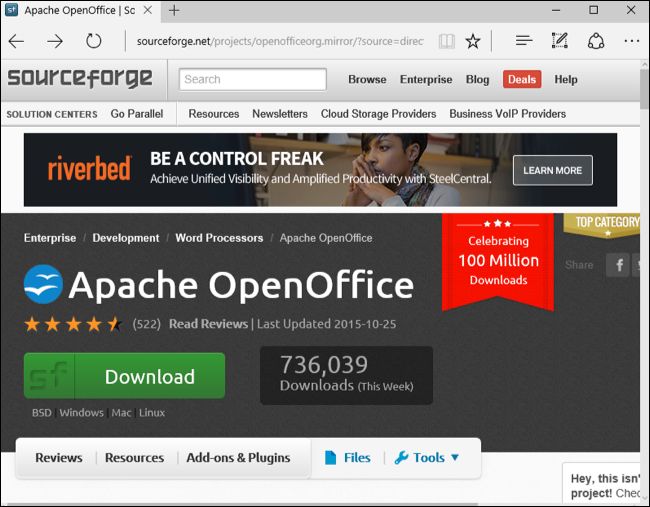 Apache OpenOffice | Sc
sourceforge.net/projects/openofficeorg.mirror/?source=direc
sourceforge
Search
Browse Enterprise Blog Deals Help
SOLUTION CENTERS Go Parallel Resources Newsletters Cloud Storage Providers Business VoIP Providers
riverbed
BE A CONTROL FREAK
Achieve Unified Visibility and Amplified Productivity with SteelCentral.
LEARN MORE
Enterprise / Development / Word Processors / Apache OpenOffice
Celebrating
100 Million
Downloads
TOP CATEGORY
Share
Apache OpenOffice
(522) Read Reviews | Last Updated 2015-10-25
sf Download
736,039
Downloads (This Week)
BSD | Windows | Mac | Linux
Reviews | Resources | Add-ons & Plugins | Files | Tools
Hey, this isn'
project! Chec